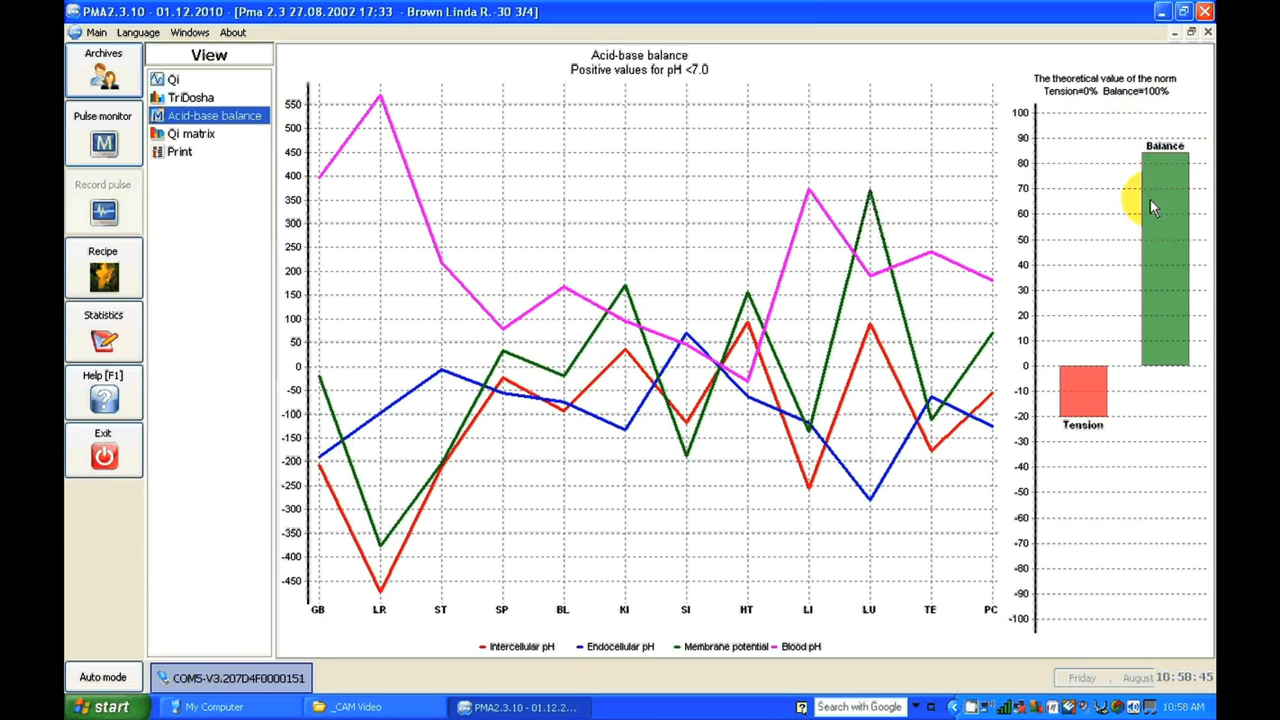 PMA2.3.10 - 01.12.2010 - [Pma 2.3 27.08.2002 17:33 - Brown Linda R.-30 3/4]
Main Language Windows About
Archives
Pulse monitor
Record pulse
Recipe
Statistics
Help [F1]
Exit
View
Qi
TriDosha
Acid-base balance
Qi matrix
Print
Acid-base balance
Positive values for pH <7.0
550
500
450
400
350
300
250
200
150
100
50
0
-50
-100
-150
-200
-250
-300
-350
-400
-450
GB LR ST SP BL KI SI HT LI LU TE PC
Intercellular pH Endocellular pH Membrane potential Blood pH
The theoretical value of the norm
Tension=0% Balance=100%
100
90
80
70
60
50
40
30
20
10
0
-10
-20
-30
-40
-50
-60
-70
-80
-90
-100
Balance
Tension
Auto mode
COM5-V3.207D4F0000151
Friday , August 10:58:45
start
My Computer
_CAM Video
PMA2.3.10 - 01.12.2...
Search with Google
10:58 AM